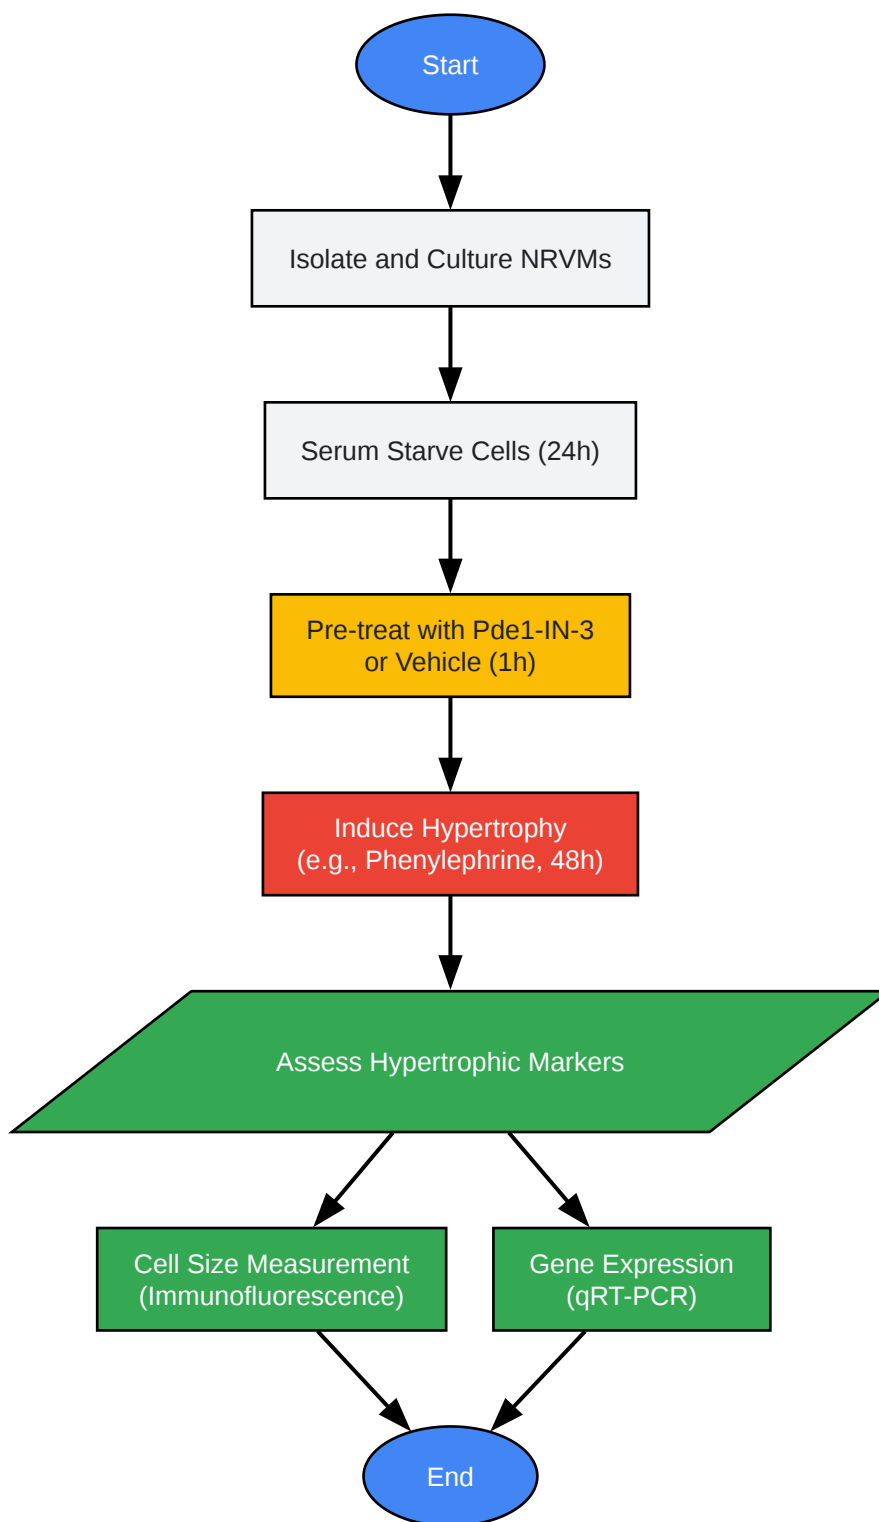 Start
Isolate and Culture NRVMs
Serum Starve Cells (24h)
Pre-treat with Pde1-IN-3
or Vehicle (1h)
Induce Hypertrophy
(e.g., Phenylephrine, 48h)
Assess Hypertrophic Markers
Cell Size Measurement
(Immunofluorescence)
Gene Expression
(qRT-PCR)
End